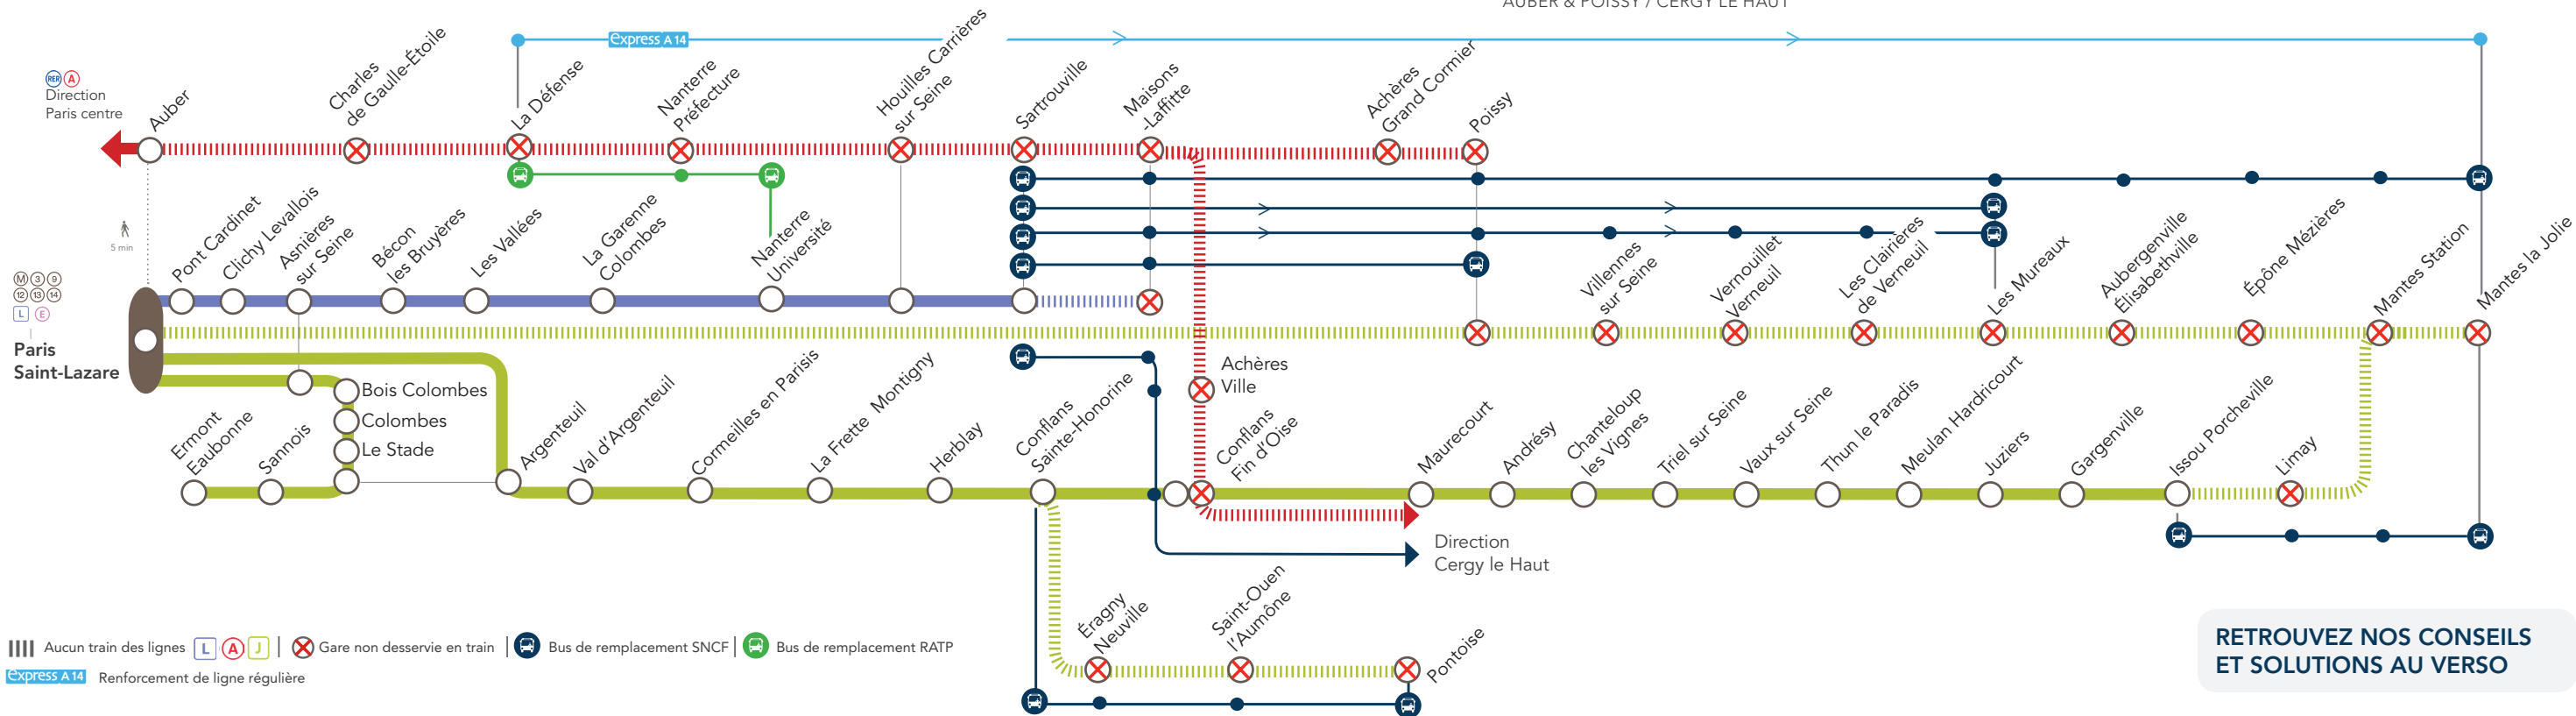 AUBER & POISSY / CERGY LE HAUT
express A 14
RER A
Direction
Paris centre
Auber
Charles
de Gaulle-Étoile
La Défense
Nanterre
Préfecture
Houilles Carrières
sur Seine
Sartrouville
Maisons
-Laffitte
Achères
Grand Cormier
Poissy
5 min
Pont Cardinet
Clichy Levallois
Asnières
sur Seine
Bécon
les Bruyères
Les Vallées
La Garenne
Colombes
Nanterre
Université
Villennes
sur Seine
Vernouillet
Verneuil
Les Clairières
de Verneuil
Les Mureaux
Aubergenville
Élisabethville
Épône Mézières
Mantes Station
Mantes la Jolie
M 3 9
12 13 14
L E
Paris
Saint-Lazare
Bois Colombes
Colombes
Le Stade
Ermont
Eaubonne
Sannois
Argenteuil
Val d'Argenteuil
Cormeilles en Parisis
La Frette Montigny
Herblay
Conflans
Sainte-Honorine
Achères
Ville
Conflans
Fin d'Oise
Maurecourt
Andrésy
Chanteloup
les Vignes
Triel sur Seine
Vaux sur Seine
Thun le Paradis
Meulan Hardricourt
Juziers
Gargenville
Issou Porcheville
Limay
Direction
Cergy le Haut
Éragny
Neuville
Saint-Ouen
l'Aumône
Pontoise
Aucun train des lignes L A J
Gare non desservie en train
Bus de remplacement SNCF
Bus de remplacement RATP
express A 14 Renforcement de ligne régulière
RETROUVEZ NOS CONSEILS
ET SOLUTIONS AU VERSO